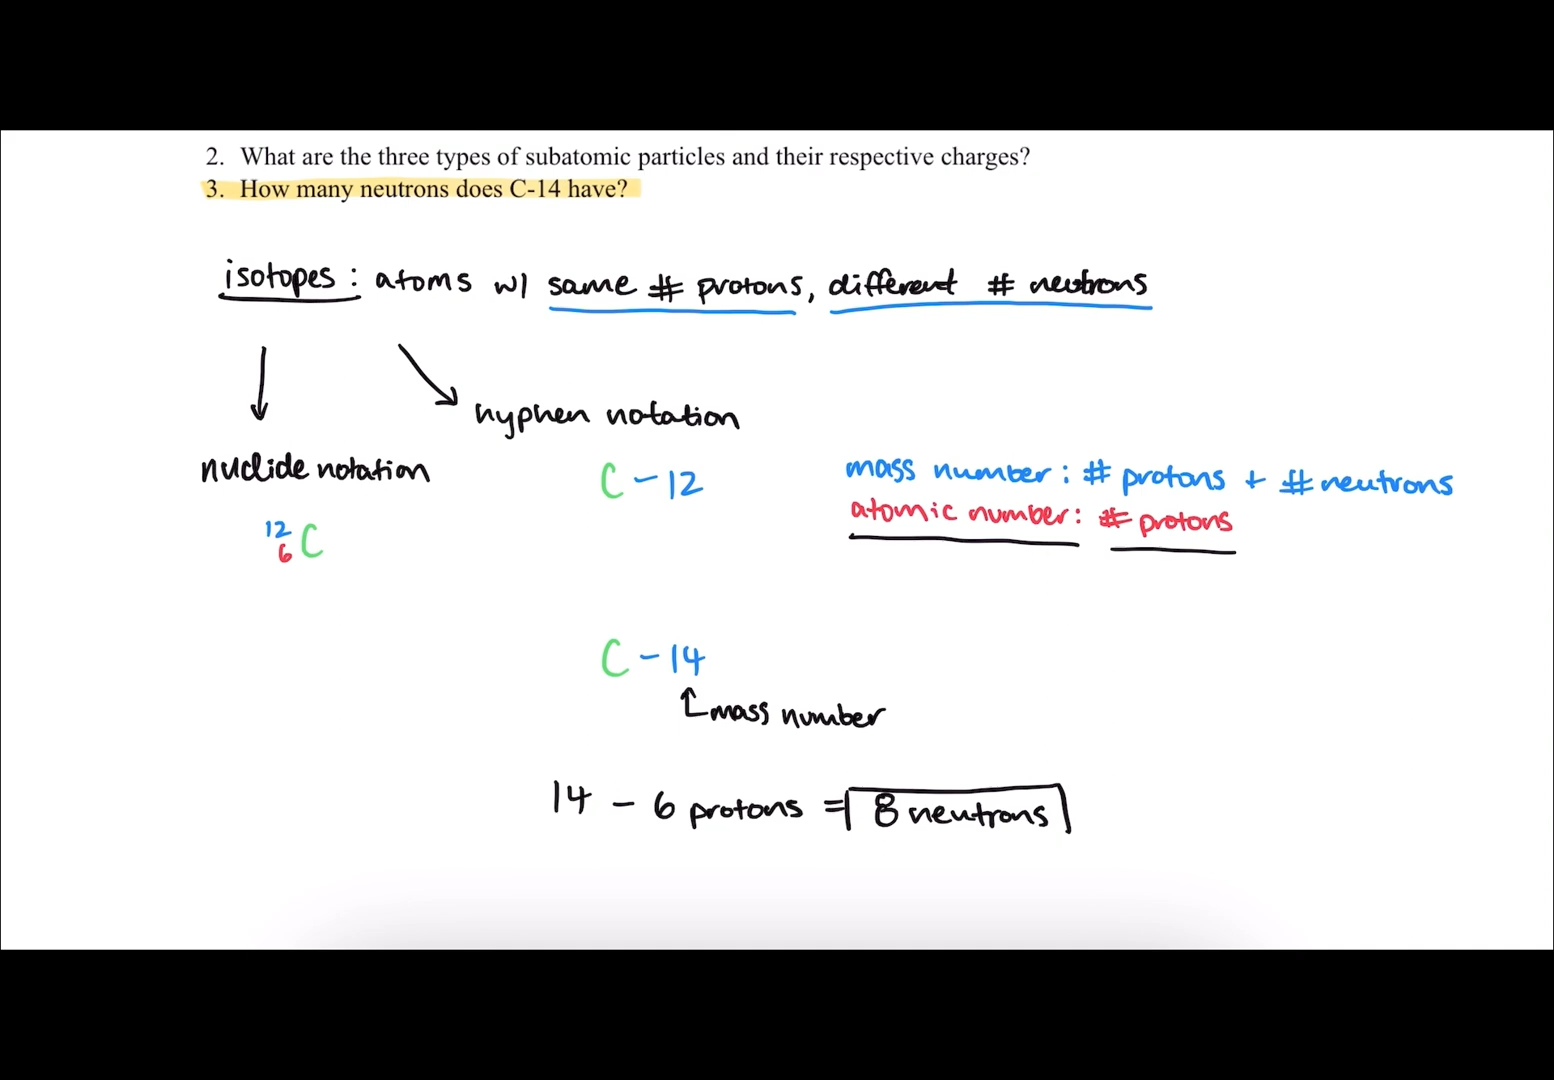 2. What are the three types of subatomic particles and their respective charges?
3. How many neutrons does C-14 have?
isotopes: atoms w/ same # protons, different # neutrons
hyphen notation
nuclide notation
C-12
mass number: # protons + # neutrons
atomic number: # protons
12
6 C
C-14
mass number
14 - 6 protons = 8 neutrons